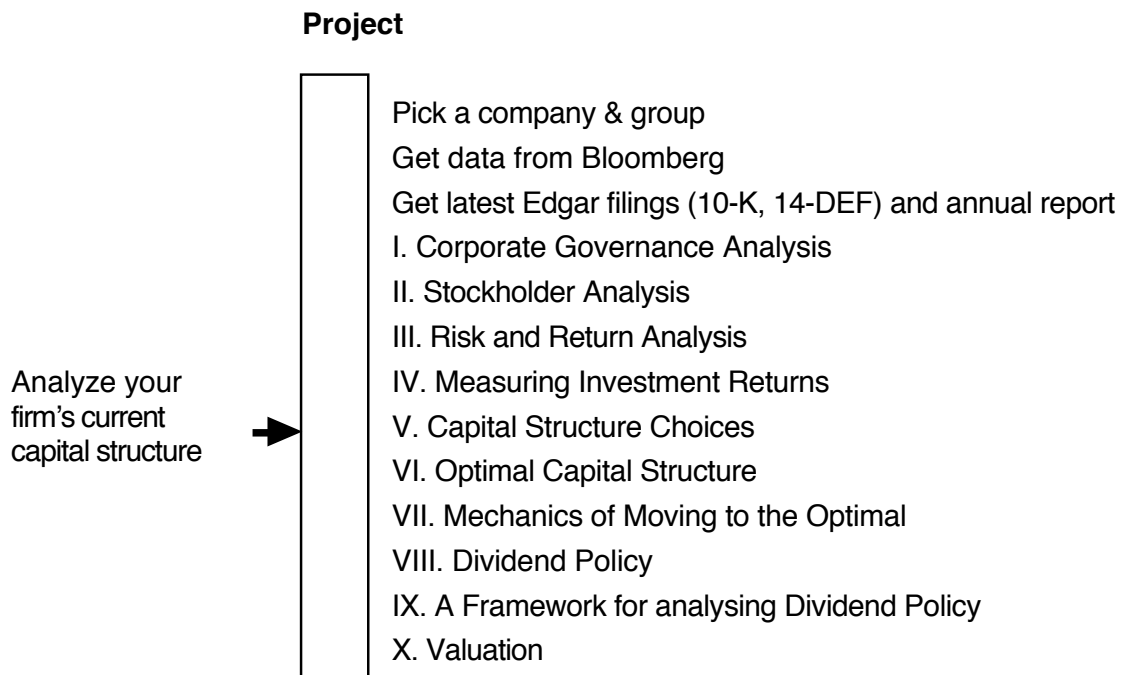 Project
Pick a company & group
Get data from Bloomberg
Get latest Edgar filings (10-K, 14-DEF) and annual report
I. Corporate Governance Analysis
II. Stockholder Analysis
III. Risk and Return Analysis
IV. Measuring Investment Returns
V. Capital Structure Choices
VI. Optimal Capital Structure
VII. Mechanics of Moving to the Optimal
VIII. Dividend Policy
IX. A Framework for analysing Dividend Policy
X. Valuation
Analyze your
firm’s current
capital structure